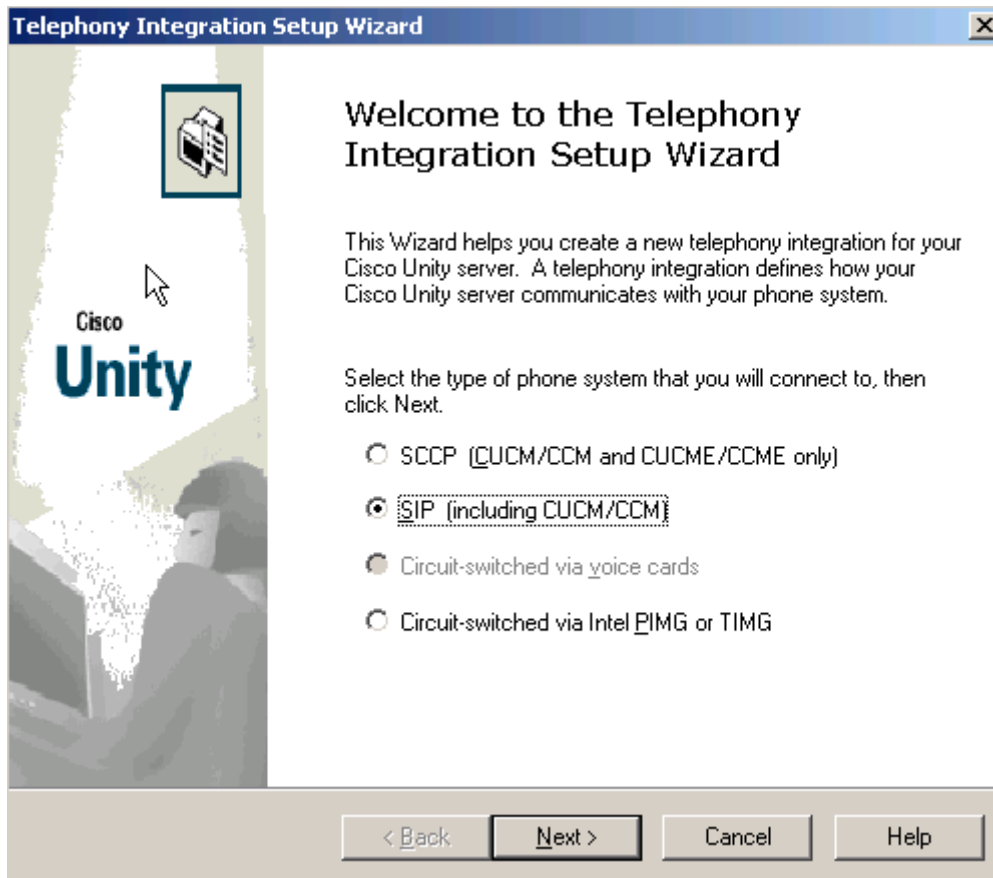 Telephony Integration Setup Wizard
Welcome to the Telephony
Integration Setup Wizard
This Wizard helps you create a new telephony integration for your
Cisco Unity server.  A telephony integration defines how your
Cisco Unity server communicates with your phone system.
Cisco
Unity
Select the type of phone system that you will connect to, then
click Next.
SCCP  (CUCM/CCM and CUCME/CCME only)
SIP  (including CUCM/CCM)
Circuit-switched via voice cards
Circuit-switched via Intel PIMG or TIMG
< Back
Next >
Cancel
Help